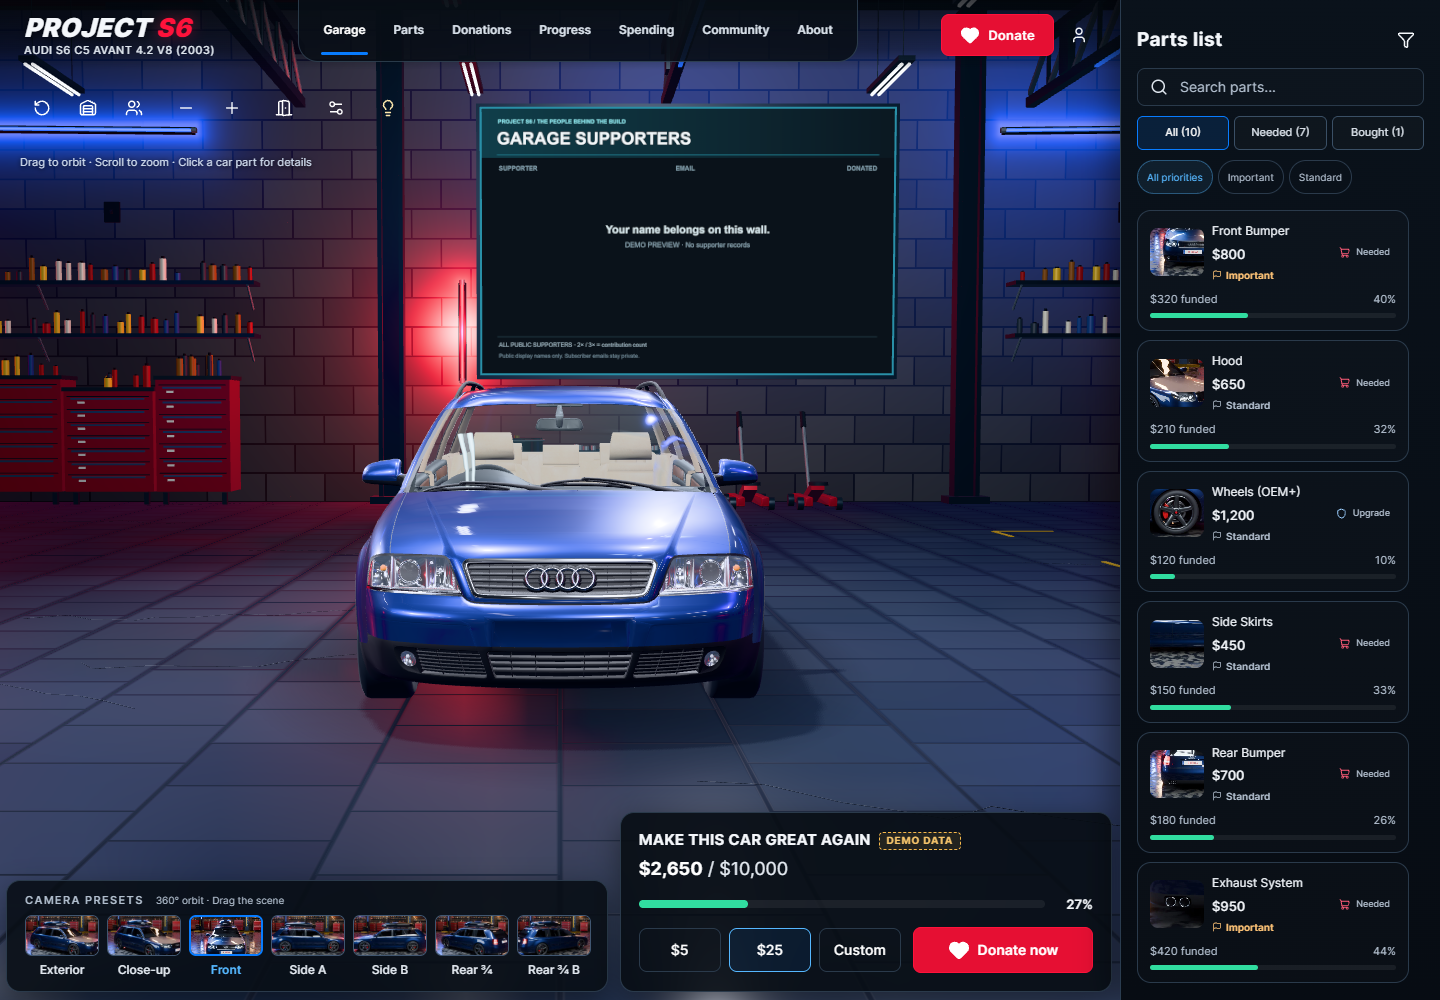 PROJECT S6
AUDI S6 C5 AVANT 4.2 V8 (2003)
Garage
Parts
Donations
Progress
Spending
Community
About
Donate
Drag to orbit · Scroll to zoom · Click a car part for details
PROJECT S6 / THE PEOPLE BEHIND THE BUILD
GARAGE SUPPORTERS
SUPPORTER EMAIL DONATED
Your name belongs on this wall.
DEMO PREVIEW · No supporter records
ALL PUBLIC SUPPORTERS · 2× / 3× = contribution count
Public display names only. Subscriber emails stay private.
CAMERA PRESETS 360° orbit · Drag the scene
Exterior
Close-up
Front
Side A
Side B
Rear ¾
Rear ¾ B
MAKE THIS CAR GREAT AGAIN DEMO DATA
$2,650 / $10,000
27%
$5
$25
Custom
Donate now
Parts list
Search parts...
All (10)
Needed (7)
Bought (1)
All priorities
Important
Standard
Front Bumper
$800
Needed
Important
$320 funded 40%
Hood
$650
Needed
Standard
$210 funded 32%
Wheels (OEM+)
$1,200
Upgrade
Standard
$120 funded 10%
Side Skirts
$450
Needed
Standard
$150 funded 33%
Rear Bumper
$700
Needed
Standard
$180 funded 26%
Exhaust System
$950
Needed
Important
$420 funded 44%